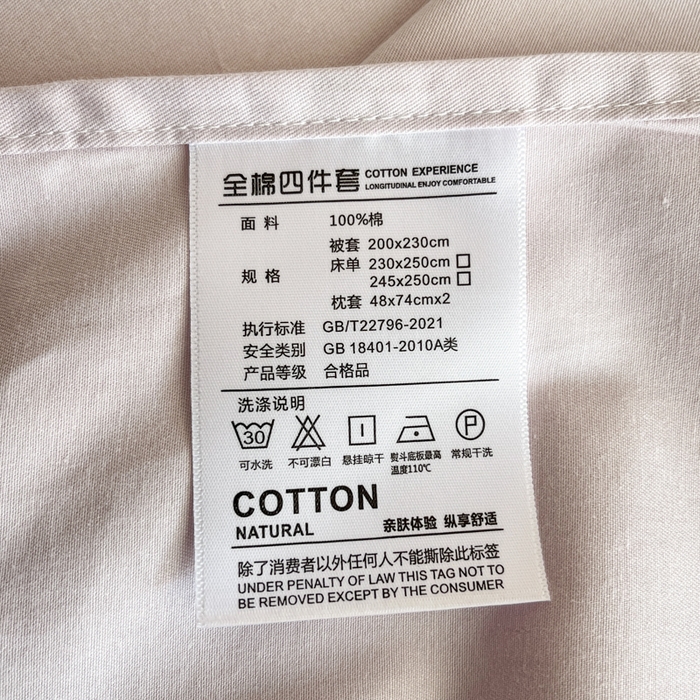 全棉四件套 COTTON EXPERIENCE
LONGITUDINAL ENJOY COMFORTABLE
面料 100%棉
规格 被套 200x230cm
床单 230x250cm
245x250cm
枕套 48x74cmx2
执行标准 GB/T22796-2021
安全类别 GB 18401-2010A类
产品等级 合格品
洗涤说明
30 P
可水洗 不可漂白 悬挂晾干 熨斗底板最高温度110℃ 常规干洗
COTTON
NATURAL 亲肤体验 纵享舒适
除了消费者以外任何人不能撕除此标签
UNDER PENALTY OF LAW THIS TAG NOT TO
BE REMOVED EXCEPT BY THE CONSUMER